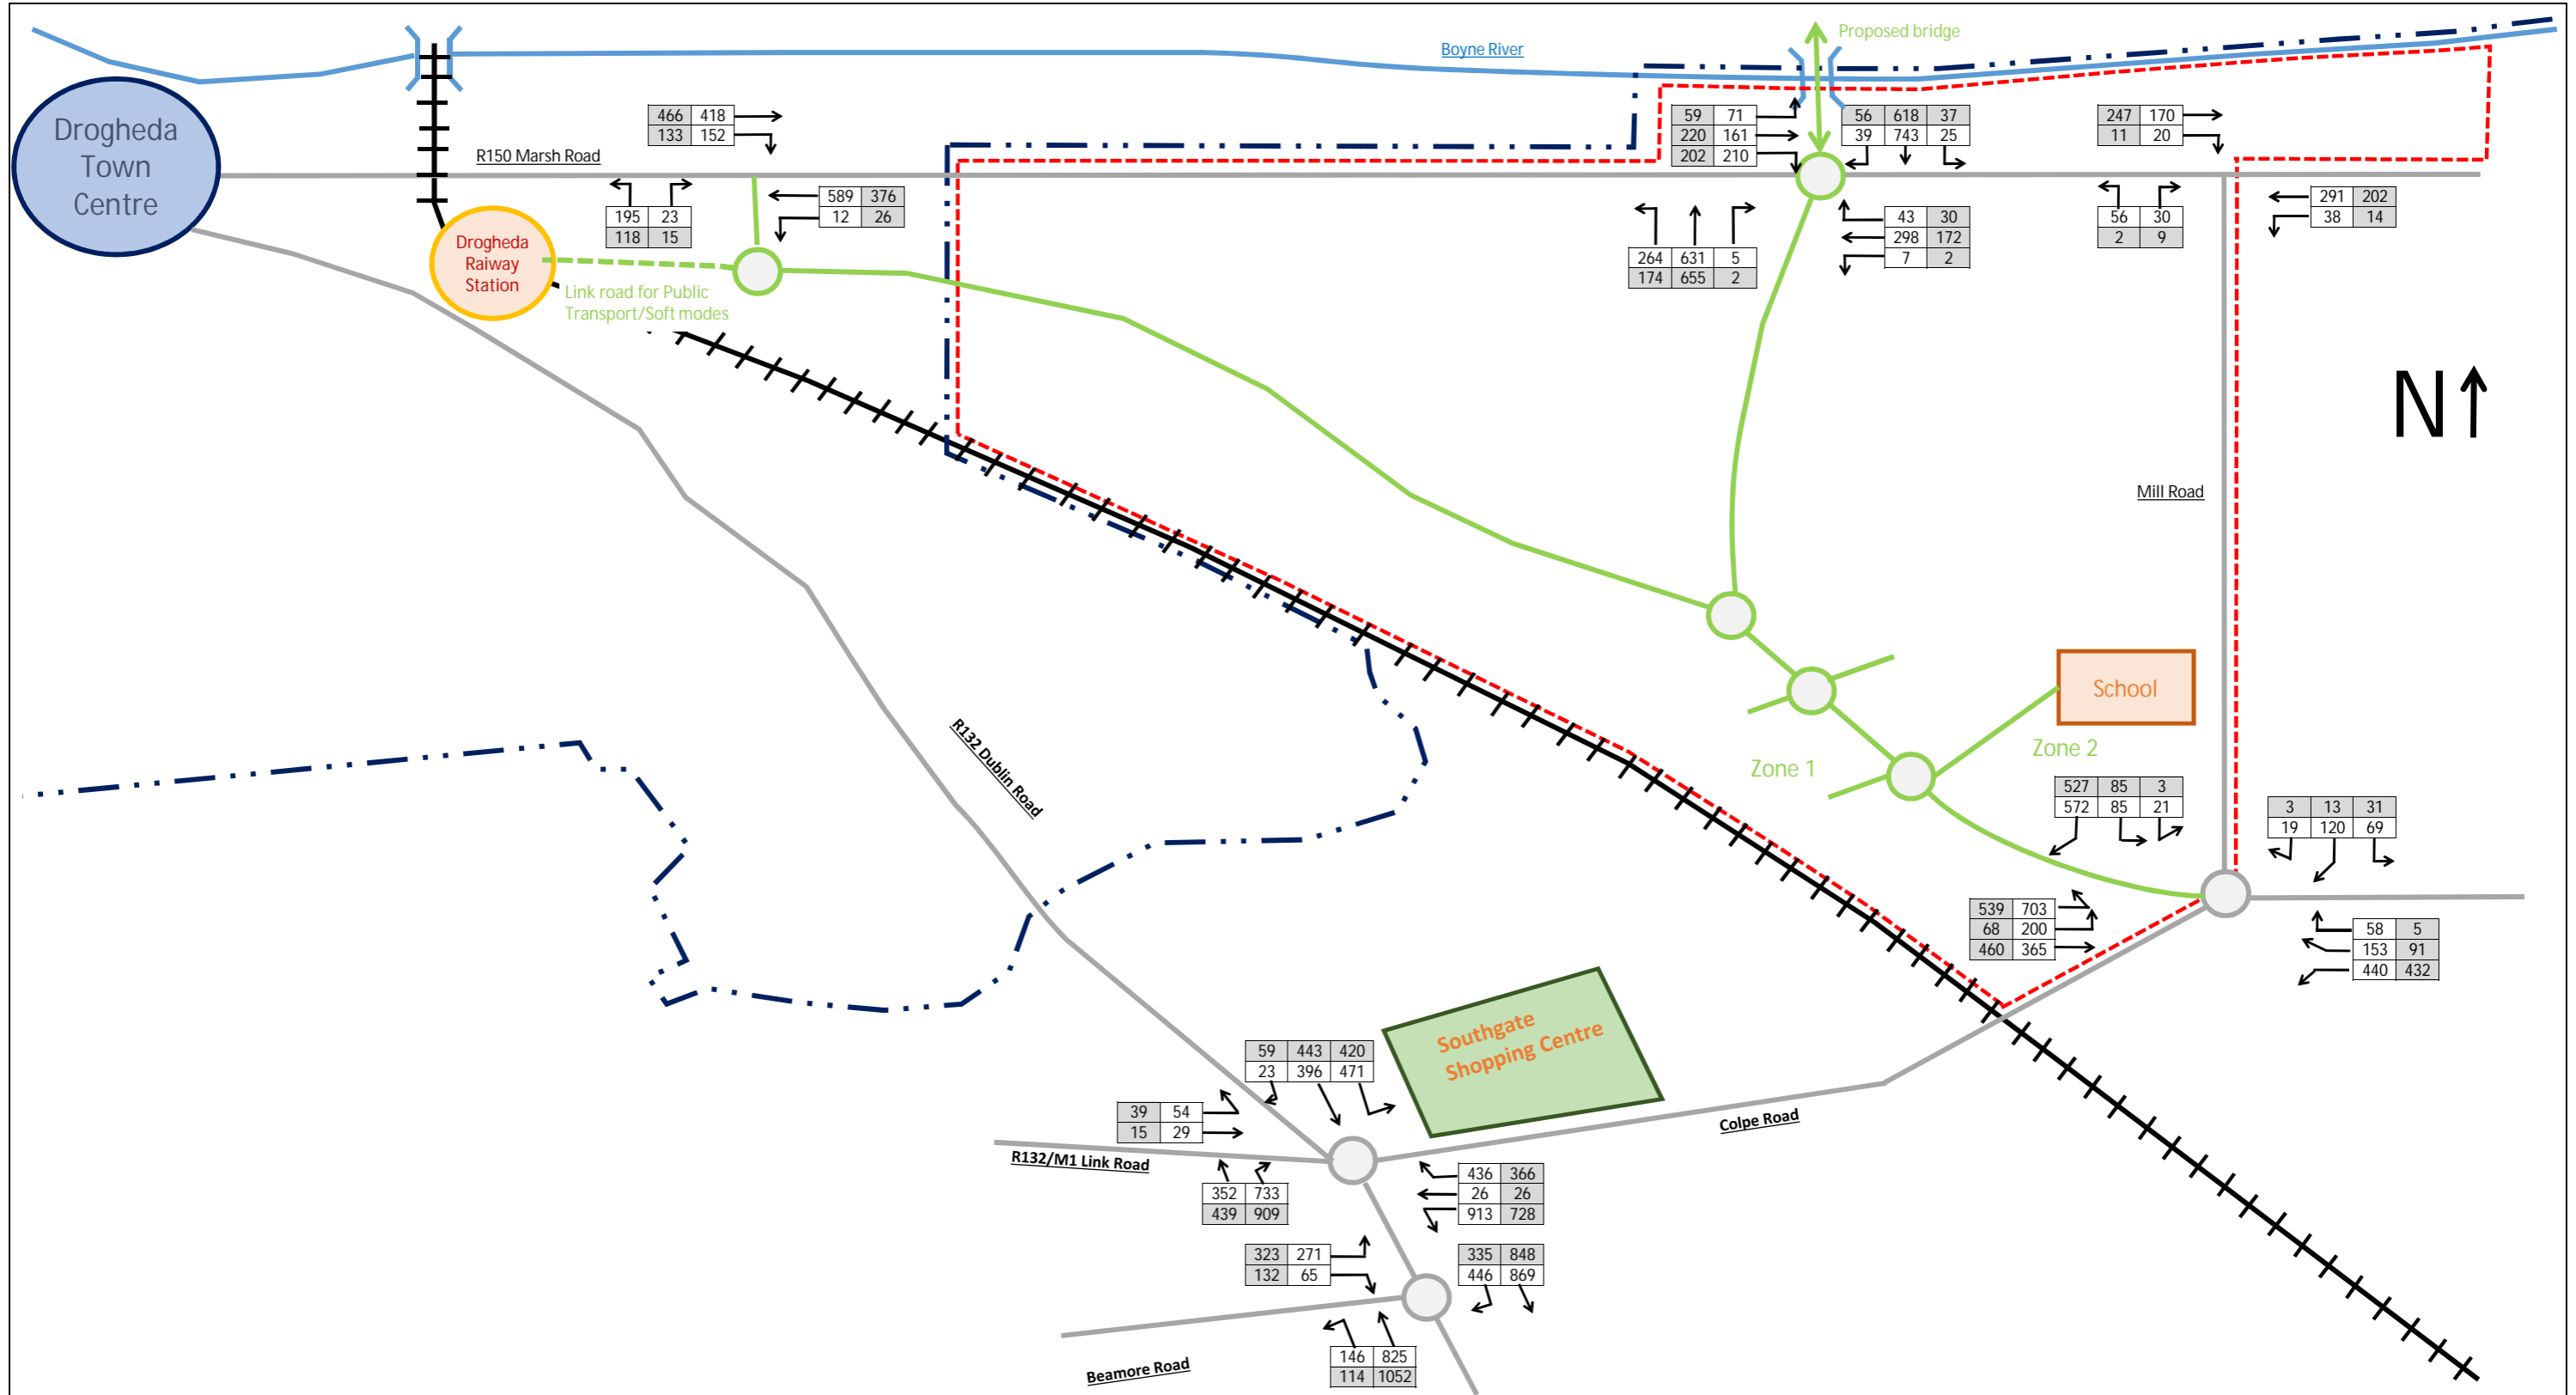 Proposed bridge
Boyne River
Drogheda
Town
Centre
466 418
133 152
59 71
220 161
202 210
56 618 37
39 743 25
247 170
11 20
R150 Marsh Road
589 376
12 26
195 23
118 15
291 202
38 14
43 30
298 172
7 2
56 30
2 9
264 631 5
174 655 2
Drogheda
Raiway
Station
Link road for Public
Transport/Soft modes
N
Mill Road
School
Zone 2
Zone 1
R132 Dublin Road
527 85 3
572 85 21
3 13 31
19 120 69
539 703
68 200
460 365
58 5
153 91
440 432
Southgate
Shopping Centre
59 443 420
23 396 471
39 54
15 29
Colpe Road
R132/M1 Link Road
352 733
439 909
436 366
26 26
913 728
323 271
132 65
335 848
446 869
146 825
114 1052
Beamore Road